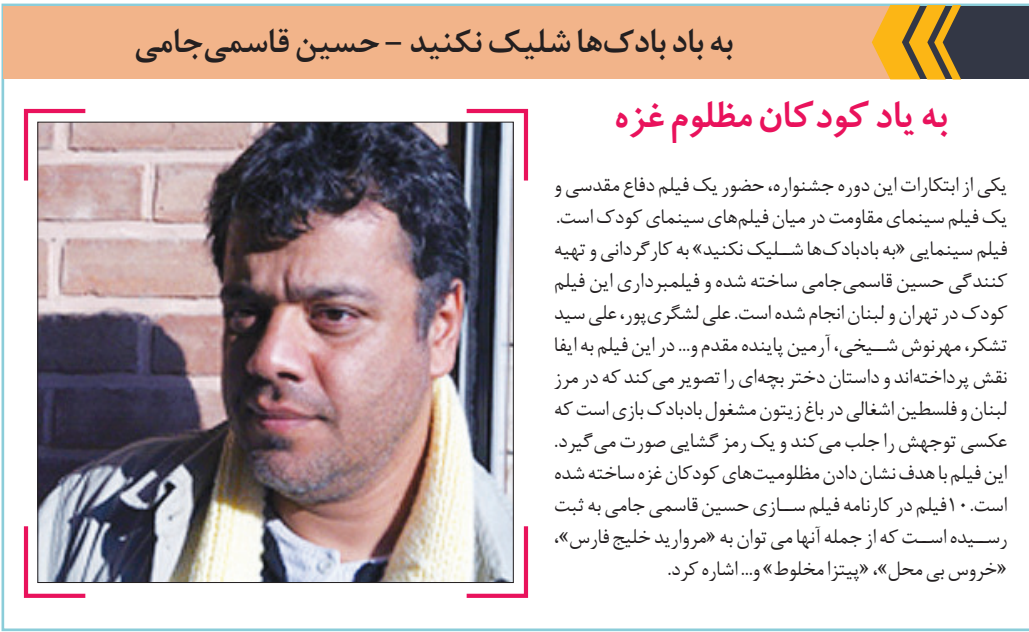 به باد بادک‌ها شلیک نکنید - حسین قاسمی‌جامی
به یاد کودکان مظلوم غزه
یکی از ابتکارات این دوره جشنواره، حضور یک فیلم دفاع مقدسی و
یک فیلم سینمای مقاومت در میان فیلم‌های سینمای کودک است.
فیلم سینمایی «به بادبادک‌ها شلیک نکنید» به کارگردانی و تهیه
کنندگی حسین قاسمی‌جامی ساخته شده و فیلمبرداری این فیلم
کودک در تهران و لبنان انجام شده است. علی لشگری‌پور، علی سید
تشکر، مهرنوش شیخی، آرمین پاینده مقدم و... در این فیلم به ایفا
نقش پرداخته‌اند و داستان دختر بچه‌ای را تصویر می‌کند که در مرز
لبنان و فلسطین اشغالی در باغ زیتون مشغول بادبادک بازی است که
عکسی توجهش را جلب می‌کند و یک رمز گشایی صورت می‌گیرد.
این فیلم با هدف نشان دادن مظلومیت‌های کودکان غزه ساخته شده
است. ۱۰فیلم در کارنامه فیلم سازی حسین قاسمی جامی به ثبت
رسیده است که از جمله آنها می توان به «مروارید خلیج فارس»،
«خروس بی محل»، «پیتزا مخلوط» و... اشاره کرد.